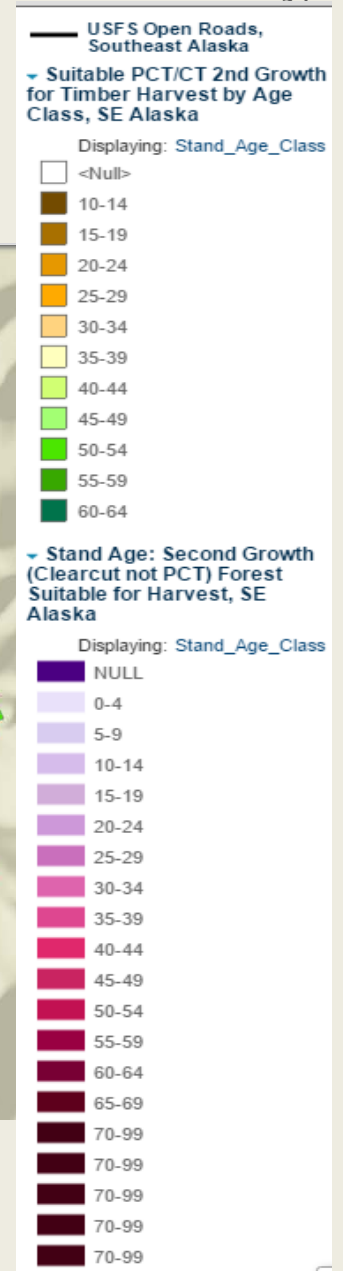 USFS Open Roads,
Southeast Alaska
Suitable PCT/CT 2nd Growth
for Timber Harvest by Age
Class, SE Alaska
Displaying: Stand_Age_Class
<Null>
10-14
15-19
20-24
25-29
30-34
35-39
40-44
45-49
50-54
55-59
60-64
Stand Age: Second Growth
(Clearcut not PCT) Forest
Suitable for Harvest, SE
Alaska
Displaying: Stand_Age_Class
NULL
0-4
5-9
10-14
15-19
20-24
25-29
30-34
35-39
40-44
45-49
50-54
55-59
60-64
65-69
70-99
70-99
70-99
70-99
70-99